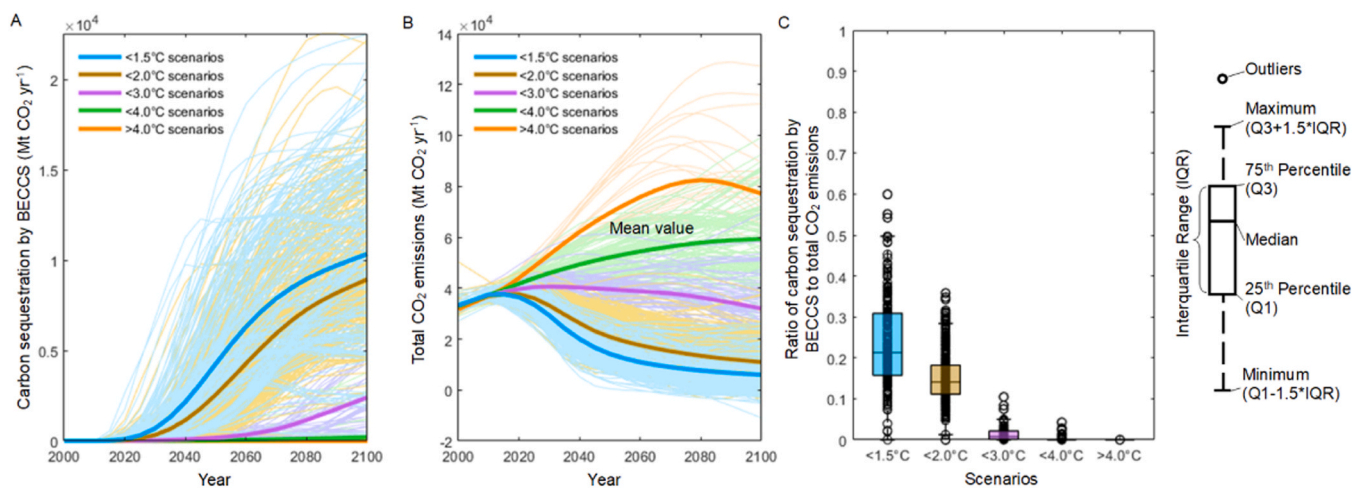 A
×10⁴
Carbon sequestration by BECCS (Mt CO₂ yr⁻¹)
2
1.5
1
0.5
0
<1.5°C scenarios
<2.0°C scenarios
<3.0°C scenarios
<4.0°C scenarios
>4.0°C scenarios
2000
2020
2040
2060
2080
2100
Year
B
×10⁴
Total CO₂ emissions (Mt CO₂ yr⁻¹)
14
12
10
8
6
4
2
0
-2
<1.5°C scenarios
<2.0°C scenarios
<3.0°C scenarios
<4.0°C scenarios
>4.0°C scenarios
Mean value
2000
2020
2040
2060
2080
2100
Year
C
Ratio of carbon sequestration by
BECCS to total CO₂ emissions
1
0.9
0.8
0.7
0.6
0.5
0.4
0.3
0.2
0.1
0
<1.5°C
<2.0°C
<3.0°C
<4.0°C
>4.0°C
Scenarios
Interquartile Range (IQR)
Outliers
Maximum
(Q3+1.5*IQR)
75th Percentile
(Q3)
Median
25th Percentile
(Q1)
Minimum
(Q1-1.5*IQR)